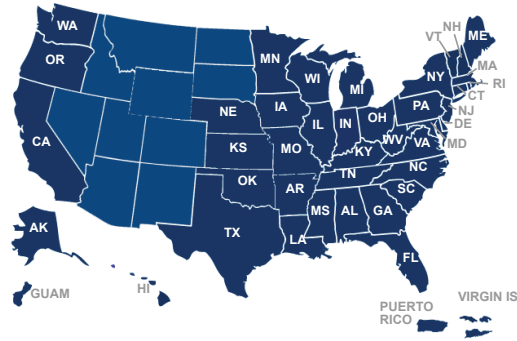 NH
VT
WA
ME
OR
MN
MA
WI
NY
RI
MI
CT
PA
NE
IA
NJ
OH
IL
IN
DE
CA
WV
VA
MD
KS
MO
KY
NC
TN
OK
AR
SC
MS
AL
GA
AK
TX
LA
FL
HI
GUAM
VIRGIN IS
PUERTO
RICO